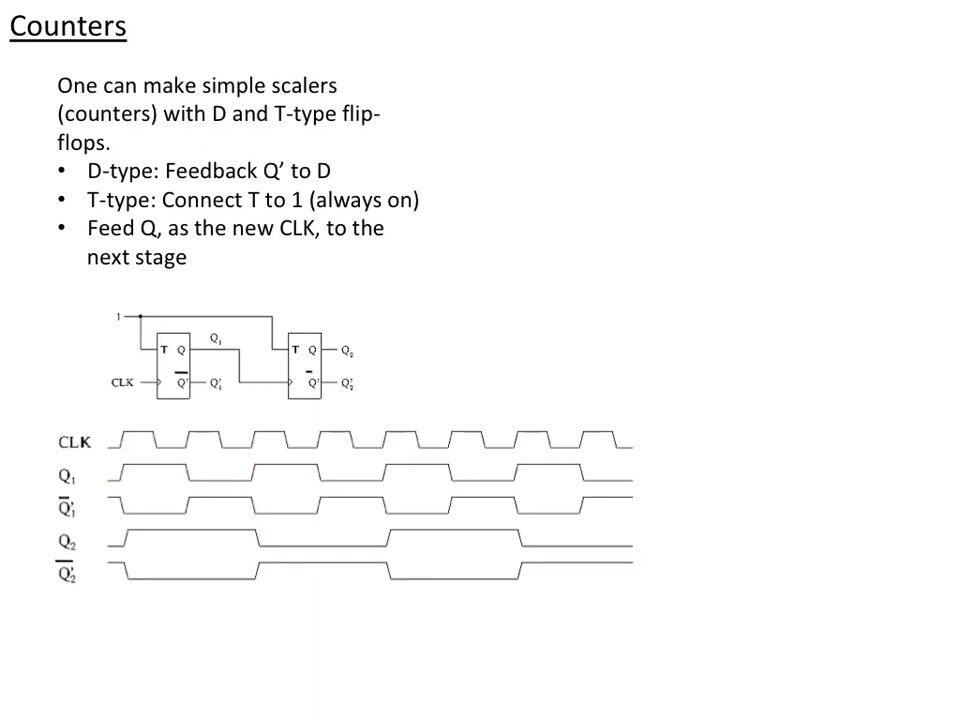 Counters
One can make simple scalers
(counters) with D and T-type flip-
flops.
• D-type: Feedback Q’ to D
• T-type: Connect T to 1 (always on)
• Feed Q, as the new CLK, to the
next stage
1
Q₁
T Q
T Q
Q₂
CLK
Q'
Q₁'
Q'
Q₂'
CLK
Q₁
Q̅₁'
Q₂
Q̅₂'